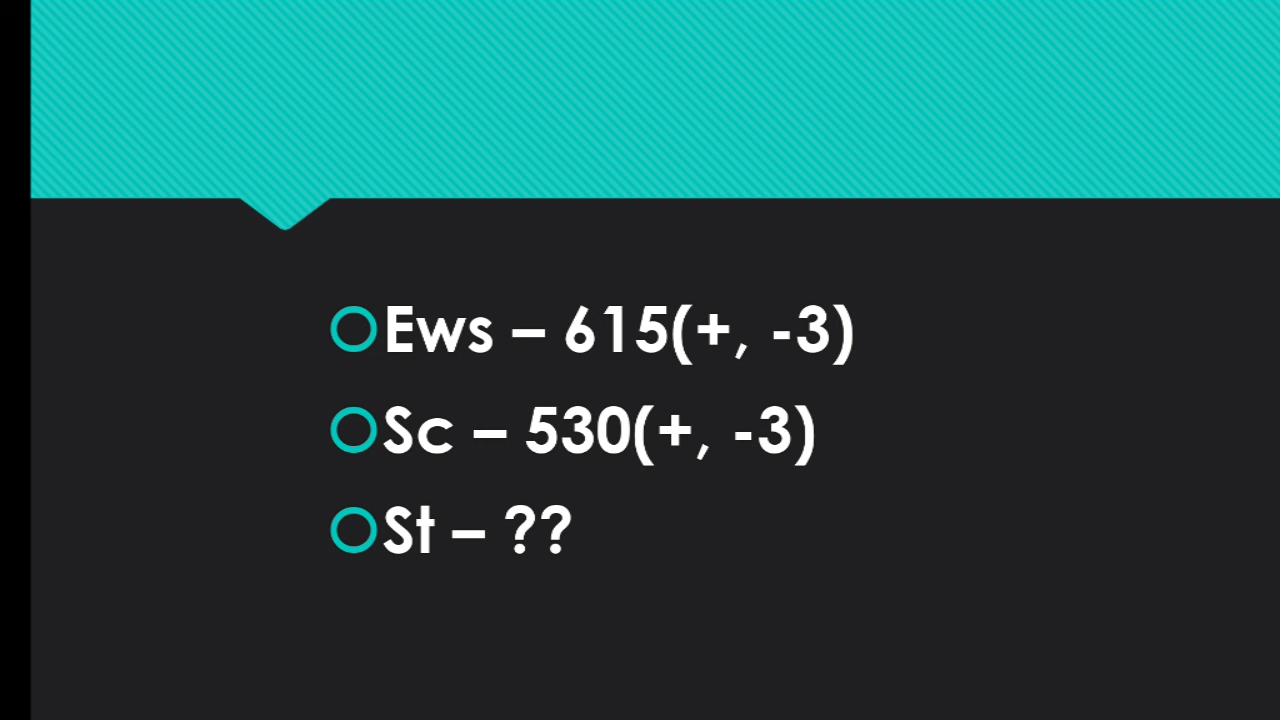 Ews – 615(+, -3)
Sc – 530(+, -3)
St – ??